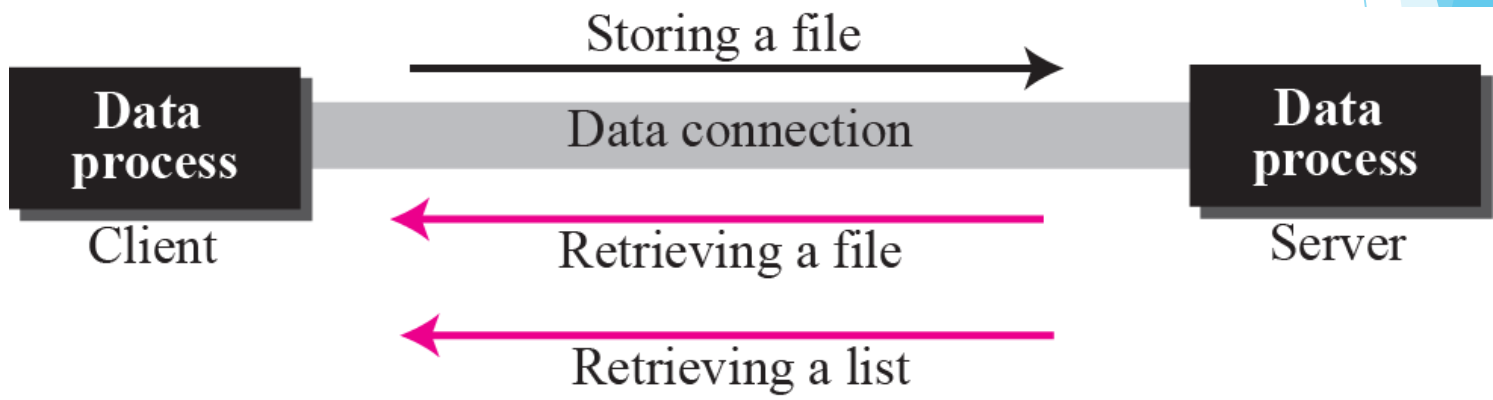 Storing a file
Data process
Data connection
Data process
Client
Retrieving a file
Server
Retrieving a list